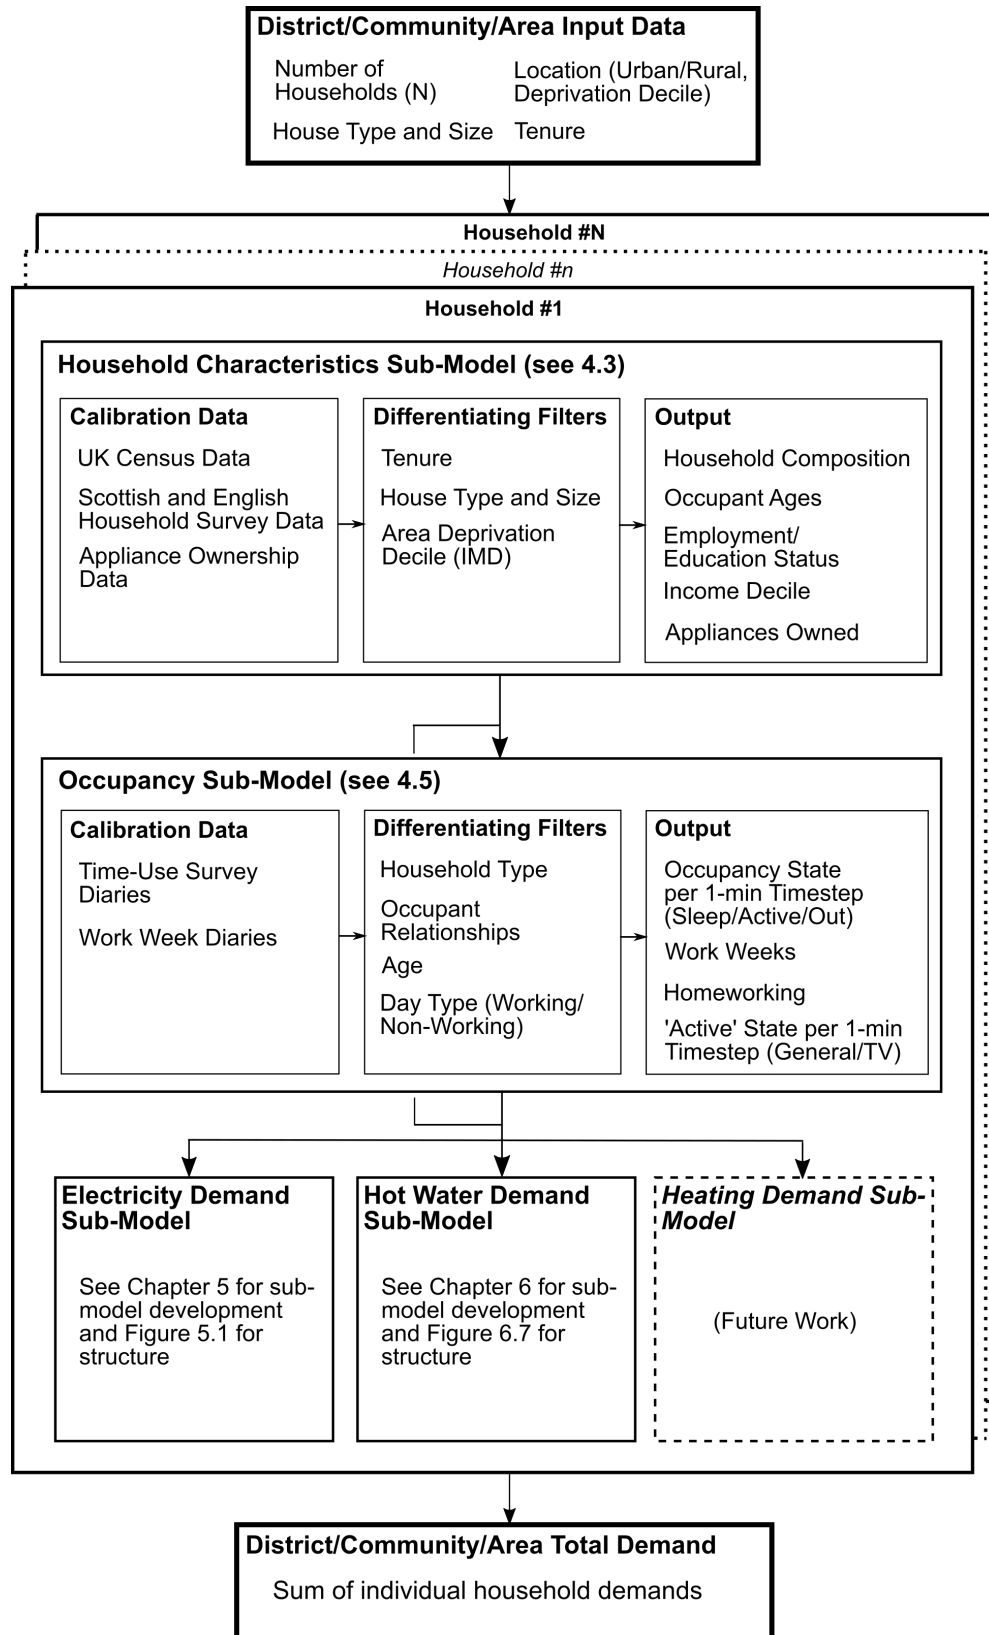 District/Community/Area Input Data
Number of
Households (N)
Location (Urban/Rural,
Deprivation Decile)
House Type and Size
Tenure
Household #N
Household #n
Household #1
Household Characteristics Sub-Model (see 4.3)
Calibration Data
UK Census Data
Scottish and English
Household Survey Data
Appliance Ownership
Data
Differentiating Filters
Tenure
House Type and Size
Area Deprivation
Decile (IMD)
Output
Household Composition
Occupant Ages
Employment/
Education Status
Income Decile
Appliances Owned
Occupancy Sub-Model (see 4.5)
Calibration Data
Time-Use Survey
Diaries
Work Week Diaries
Differentiating Filters
Household Type
Occupant
Relationships
Age
Day Type (Working/
Non-Working)
Output
Occupancy State
per 1-min Timestep
(Sleep/Active/Out)
Work Weeks
Homeworking
'Active' State per 1-min
Timestep (General/TV)
Electricity Demand
Sub-Model
See Chapter 5 for sub-
model development
and Figure 5.1 for
structure
Hot Water Demand
Sub-Model
See Chapter 6 for sub-
model development
and Figure 6.7 for
structure
Heating Demand Sub-
Model
(Future Work)
District/Community/Area Total Demand
Sum of individual household demands